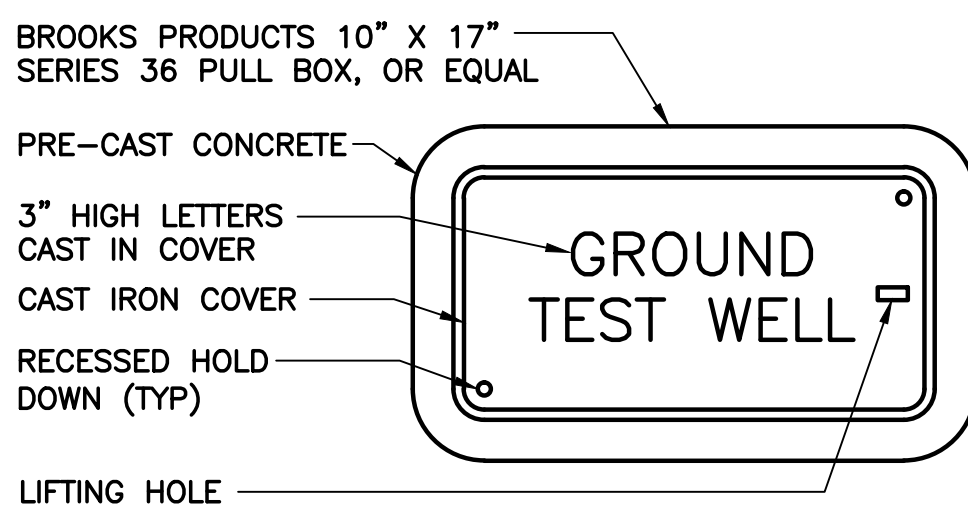 BROOKS PRODUCTS 10” X 17”
SERIES 36 PULL BOX, OR EQUAL
PRE-CAST CONCRETE
3” HIGH LETTERS
CAST IN COVER
CAST IRON COVER
RECESSED HOLD
DOWN (TYP)
LIFTING HOLE
GROUND
TEST WELL